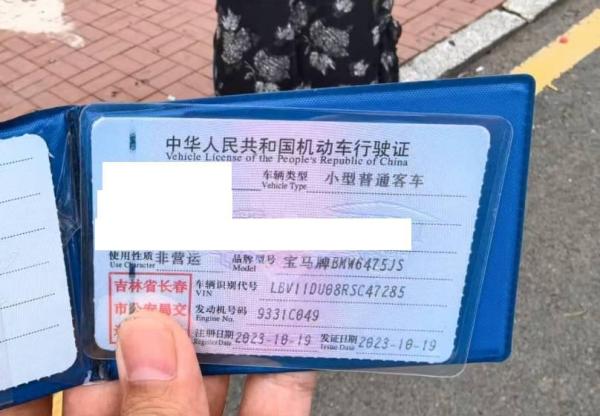 中华人民共和国机动车行驶证
Vehicle License of the People's Republic of China
车辆类型 小型普通客车
Vehicle Type
使用性质 非营运 品牌型号 宝马牌BMW6475JS
Use Character Model
吉林省长春 车辆识别代号 LBV11DU08RSC47285
VIN
市公安局交 发动机号码 9331C049
Engine No.
注册日期 2023-10-19 发证日期 2023-10-19
Register Date Issue Date